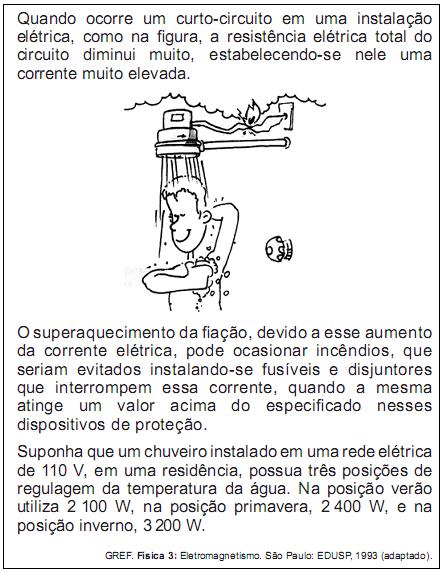 Quando ocorre um curto-circuito em uma instalação
elétrica, como na figura, a resistência elétrica total do
circuito diminui muito, estabelecendo-se nele uma
corrente muito elevada.
O superaquecimento da fiação, devido a esse aumento
da corrente elétrica, pode ocasionar incêndios, que
seriam evitados instalando-se fusíveis e disjuntores
que interrompem essa corrente, quando a mesma
atinge um valor acima do especificado nesses
dispositivos de proteção.
Suponha que um chuveiro instalado em uma rede elétrica
de 110 V, em uma residência, possua três posições de
regulagem da temperatura da água. Na posição verão
utiliza 2 100 W, na posição primavera, 2 400 W, e na
posição inverno, 3 200 W.
GREF. Física 3: Eletromagnetismo. São Paulo: EDUSP, 1993 (adaptado).